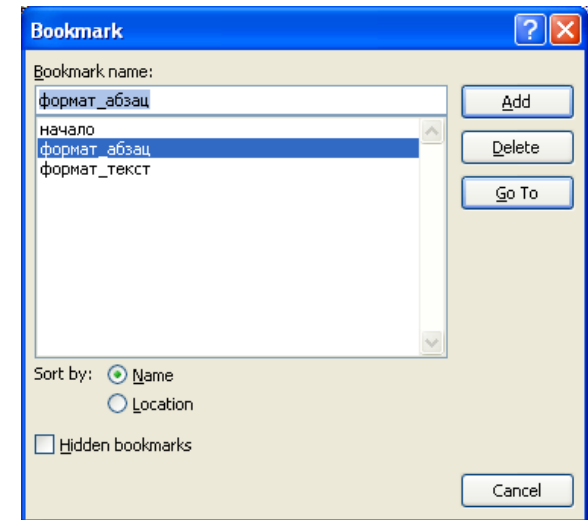 Bookmark
Bookmark name:
формат_абзац
Add
начало
формат_абзац
Delete
формат_текст
Go To
Sort by: Name
Location
Hidden bookmarks
Cancel